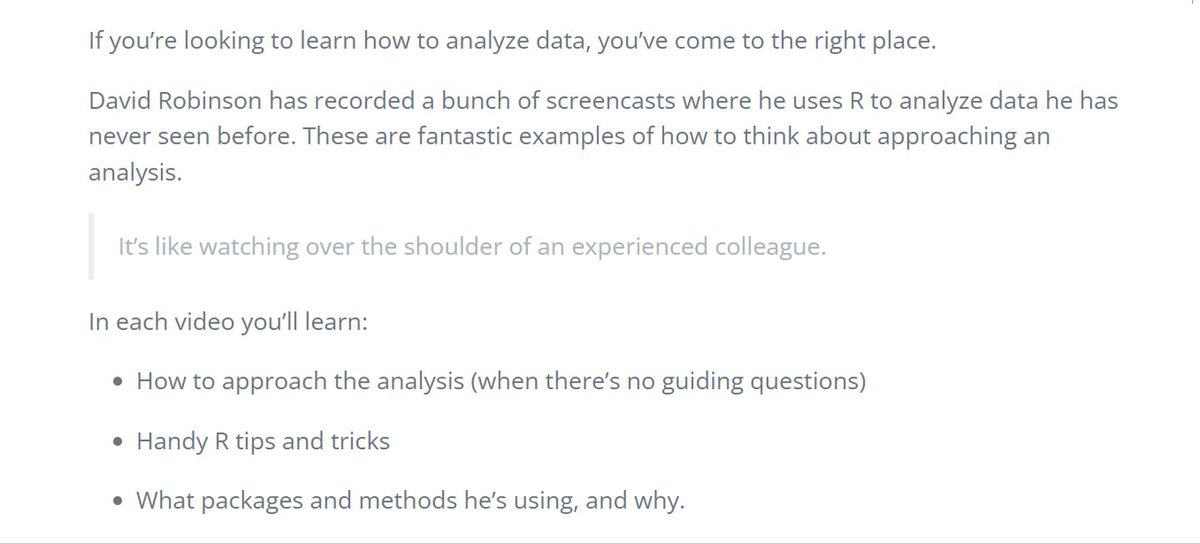 If you’re looking to learn how to analyze data, you’ve come to the right place.
David Robinson has recorded a bunch of screencasts where he uses R to analyze data he has
never seen before. These are fantastic examples of how to think about approaching an
analysis.
It’s like watching over the shoulder of an experienced colleague.
In each video you’ll learn:
• How to approach the analysis (when there’s no guiding questions)
• Handy R tips and tricks
• What packages and methods he’s using, and why.